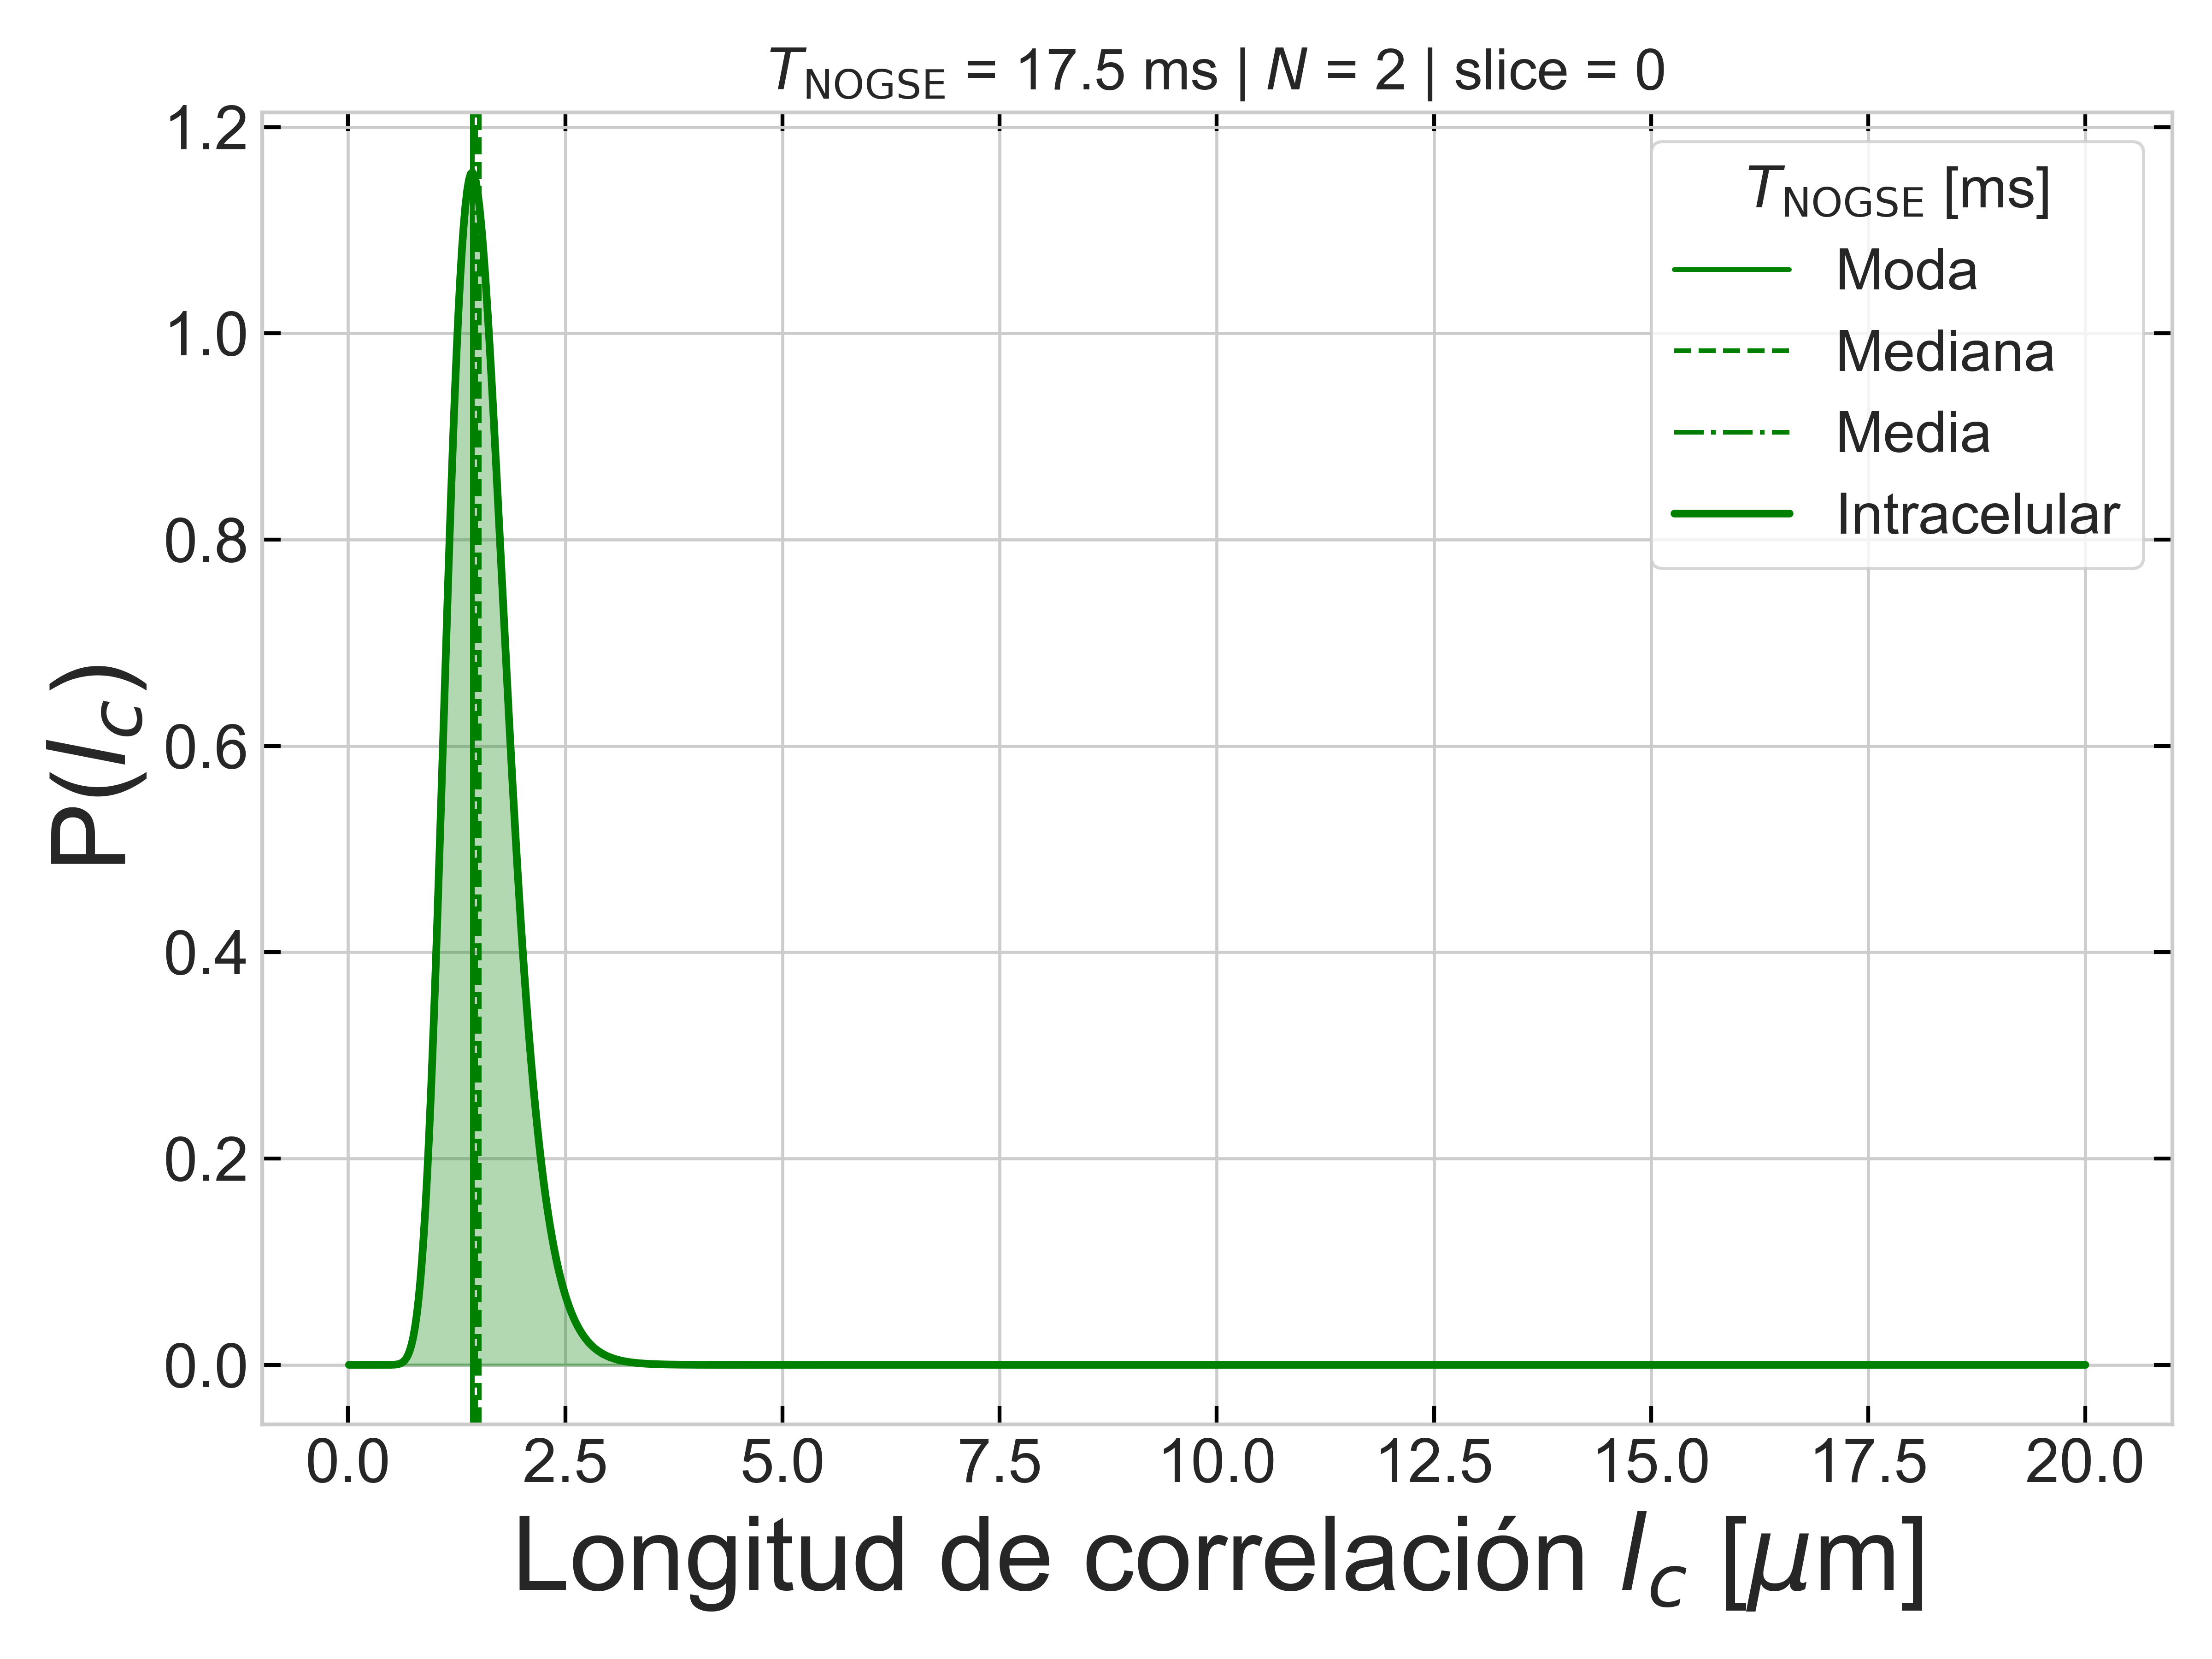 T_NOGSE = 17.5 ms | N = 2 | slice = 0
1.2
1.0
0.8
0.6
0.4
0.2
0.0
P(l_c)
T_NOGSE [ms]
Moda
Mediana
Media
Intracelular
0.0 2.5 5.0 7.5 10.0 12.5 15.0 17.5 20.0
Longitud de correlación l_c [μm]